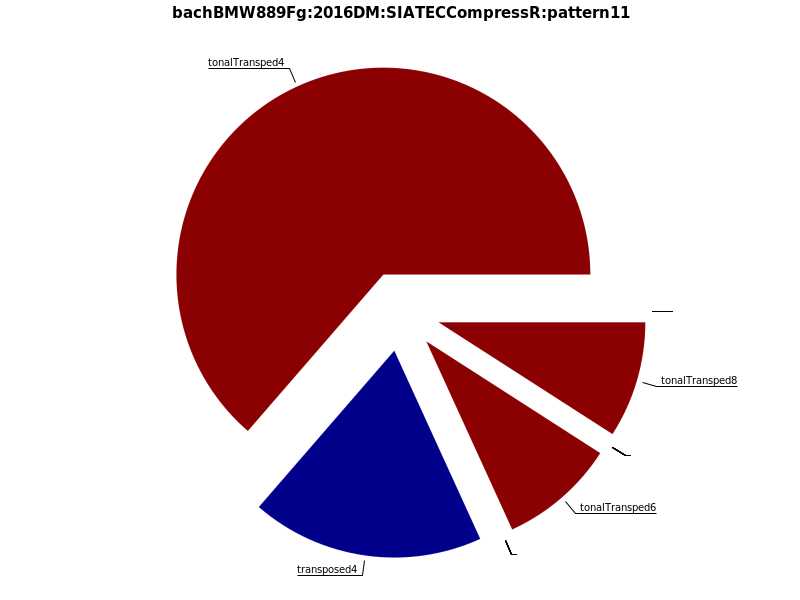 bachBMW889Fg:2016DM:SIATECCompressR:pattern11
tonalTransped4
tonalTransped8
tonalTransped6
transposed4